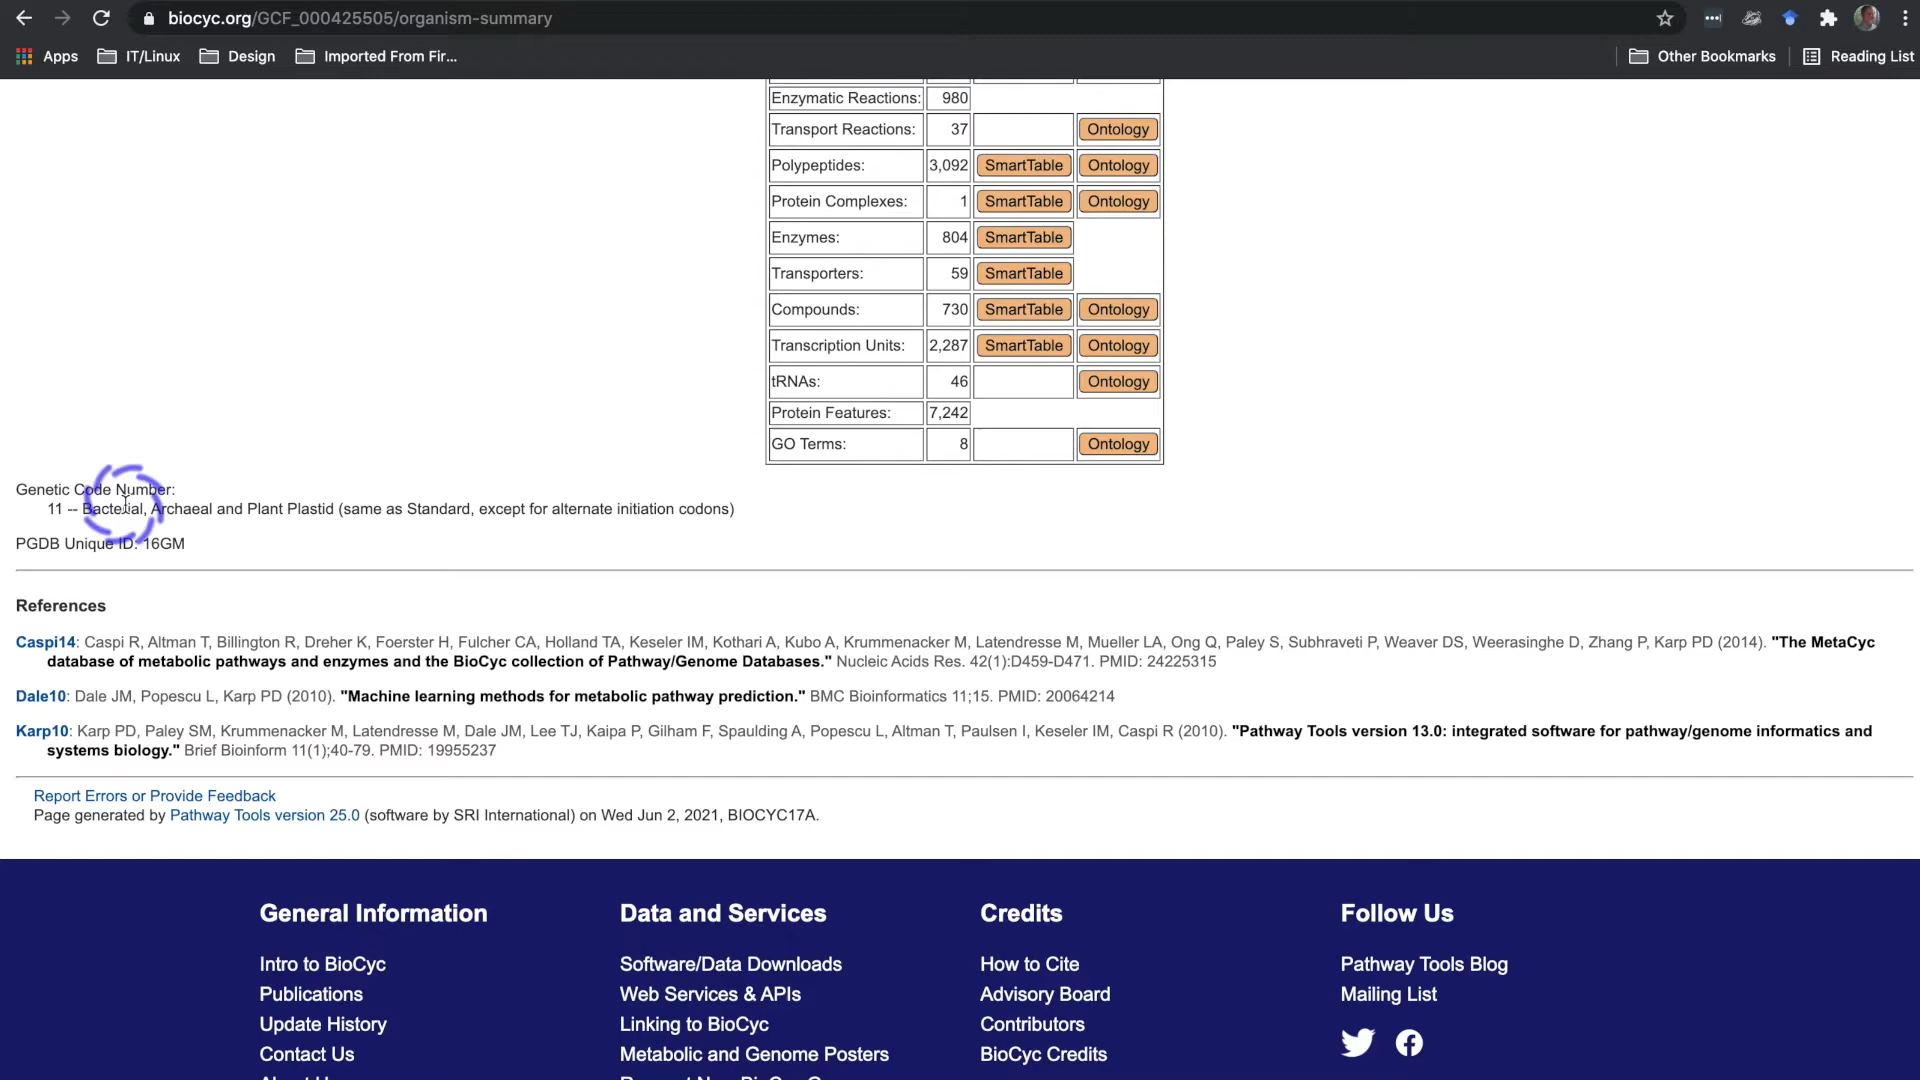 biocyc.org/GCF_000425505/organism-summary
Apps IT/Linux Design Imported From Fir... Other Bookmarks Reading List
Enzymatic Reactions: 980
Transport Reactions: 37 Ontology
Polypeptides: 3,092 SmartTable Ontology
Protein Complexes: 1 SmartTable Ontology
Enzymes: 804 SmartTable
Transporters: 59 SmartTable
Compounds: 730 SmartTable Ontology
Transcription Units: 2,287 SmartTable Ontology
tRNAs: 46 Ontology
Protein Features: 7,242
GO Terms: 8 Ontology
Genetic Code Number:
11 -- Bacterial, Archaeal and Plant Plastid (same as Standard, except for alternate initiation codons)
PGDB Unique ID: 16GM
References
Caspi14: Caspi R, Altman T, Billington R, Dreher K, Foerster H, Fulcher CA, Holland TA, Keseler IM, Kothari A, Kubo A, Krummenacker M, Latendresse M, Mueller LA, Ong Q, Paley S, Subhraveti P, Weaver DS, Weerasinghe D, Zhang P, Karp PD (2014). "The MetaCyc
database of metabolic pathways and enzymes and the BioCyc collection of Pathway/Genome Databases." Nucleic Acids Res. 42(1):D459-D471. PMID: 24225315
Dale10: Dale JM, Popescu L, Karp PD (2010). "Machine learning methods for metabolic pathway prediction." BMC Bioinformatics 11;15. PMID: 20064214
Karp10: Karp PD, Paley SM, Krummenacker M, Latendresse M, Dale JM, Lee TJ, Kaipa P, Gilham F, Spaulding A, Popescu L, Altman T, Paulsen I, Keseler IM, Caspi R (2010). "Pathway Tools version 13.0: integrated software for pathway/genome informatics and
systems biology." Brief Bioinform 11(1);40-79. PMID: 19955237
Report Errors or Provide Feedback
Page generated by Pathway Tools version 25.0 (software by SRI International) on Wed Jun 2, 2021, BIOCYC17A.
General Information Data and Services Credits Follow Us
Intro to BioCyc Software/Data Downloads How to Cite Pathway Tools Blog
Publications Web Services & APIs Advisory Board Mailing List
Update History Linking to BioCyc Contributors
Contact Us Metabolic and Genome Posters BioCyc Credits